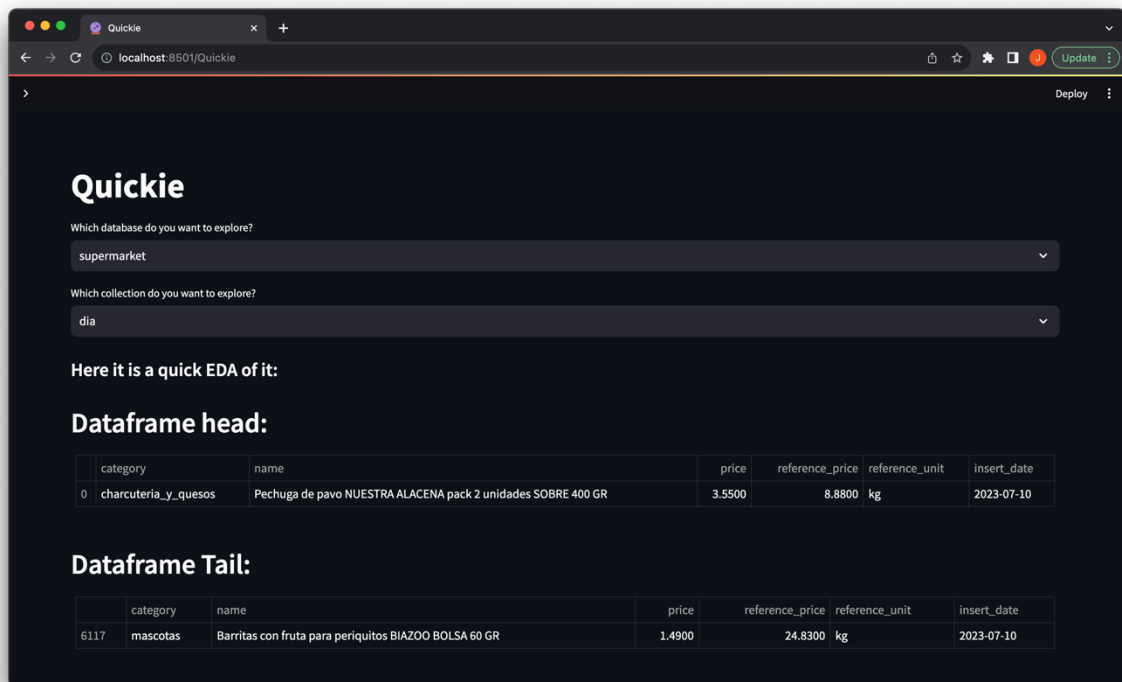 Quickie
localhost:8501/Quickie
J
Update
Deploy
Quickie
Which database do you want to explore?
supermarket
Which collection do you want to explore?
dia
Here it is a quick EDA of it:
Dataframe head:
category name price reference_price reference_unit insert_date
0 charcuteria_y_quesos Pechuga de pavo NUESTRA ALACENA pack 2 unidades SOBRE 400 GR 3.5500 8.8800 kg 2023-07-10
Dataframe Tail:
category name price reference_price reference_unit insert_date
6117 mascotas Barritas con fruta para periquitos BIAZOO BOLSA 60 GR 1.4900 24.8300 kg 2023-07-10